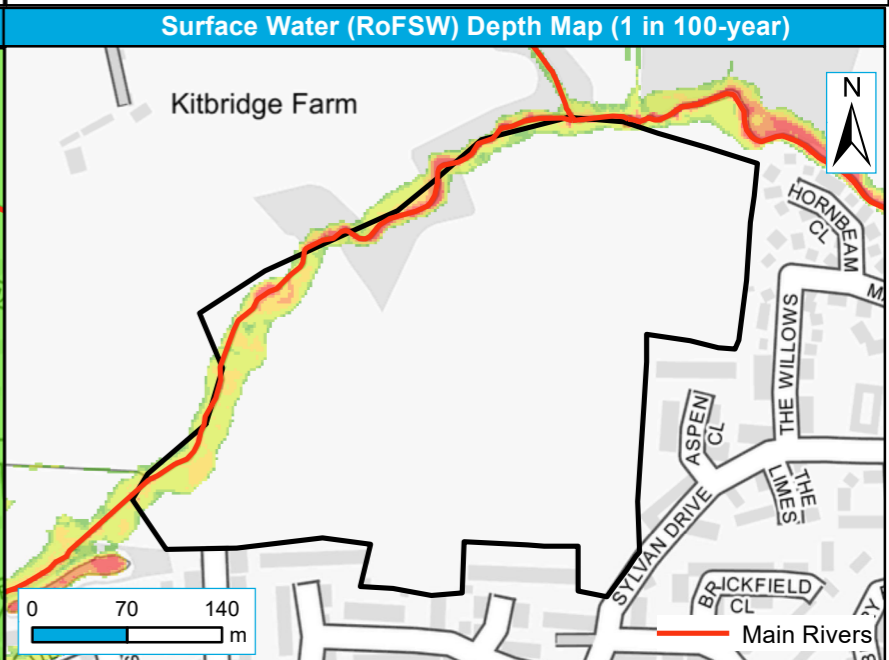 Surface Water (RoFSW) Depth Map (1 in 100-year)
Kitbridge Farm
N
HORNBEAM
CL
THE WILLOWS
ASPEN
CL
THE
LIMES
SYLVAN DRIVE
BRICKFIELD
CL
0 70 140
m
Main Rivers